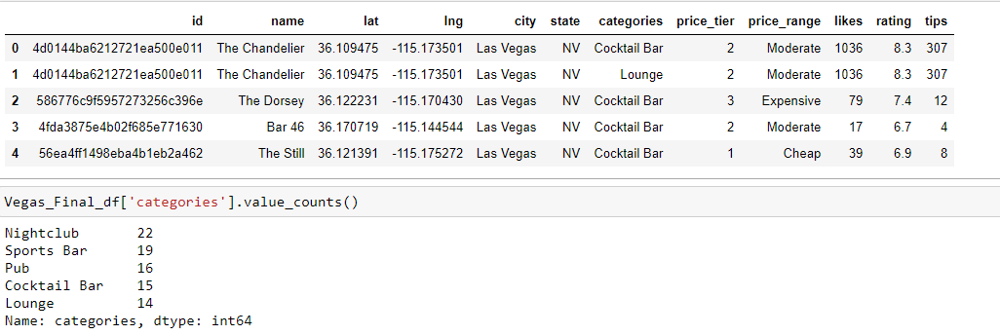 id name lat lng city state categories price_tier price_range likes rating tips
0 4d0144ba6212721ea500e011 The Chandelier 36.109475 -115.173501 Las Vegas NV Cocktail Bar 2 Moderate 1036 8.3 307
1 4d0144ba6212721ea500e011 The Chandelier 36.109475 -115.173501 Las Vegas NV Lounge 2 Moderate 1036 8.3 307
2 586776c9f5957273256c396e The Dorsey 36.122231 -115.170430 Las Vegas NV Cocktail Bar 3 Expensive 79 7.4 12
3 4fda3875e4b02f685e771630 Bar 46 36.170719 -115.144544 Las Vegas NV Cocktail Bar 2 Moderate 17 6.7 4
4 56ea4ff1498eba4b1eb2a462 The Still 36.121391 -115.175272 Las Vegas NV Cocktail Bar 1 Cheap 39 6.9 8
Vegas_Final_df['categories'].value_counts()
Nightclub 22
Sports Bar 19
Pub 16
Cocktail Bar 15
Lounge 14
Name: categories, dtype: int64